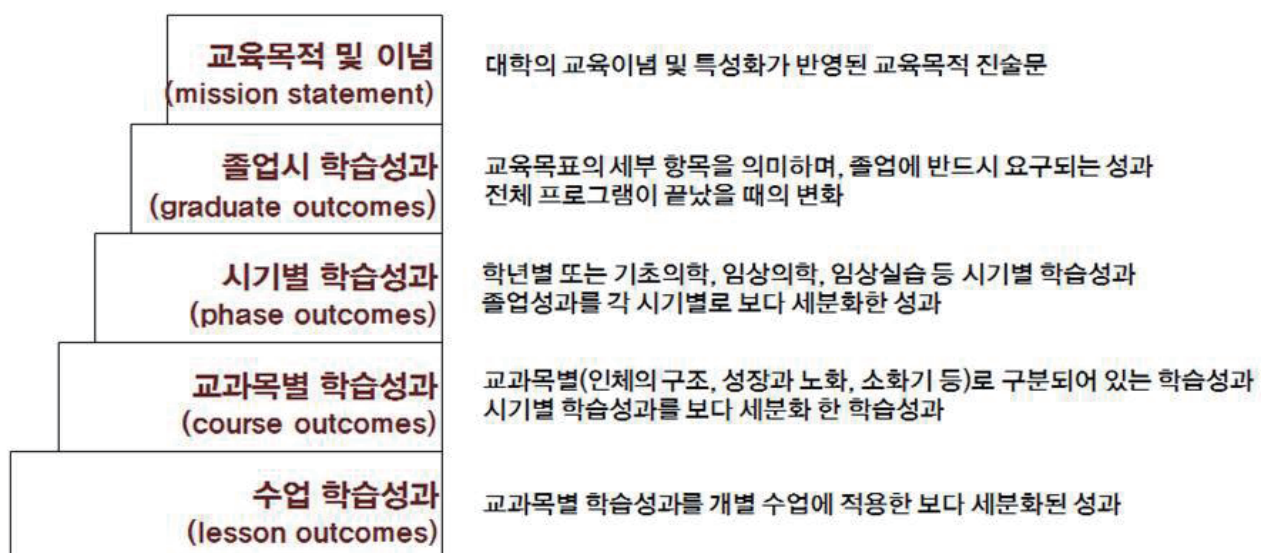 교육목적 및 이념
(mission statement)
대학의 교육이념 및 특성화가 반영된 교육목적 진술문
졸업시 학습성과
(graduate outcomes)
교육목표의 세부 항목을 의미하며, 졸업에 반드시 요구되는 성과
전체 프로그램이 끝났을 때의 변화
시기별 학습성과
(phase outcomes)
학년별 또는 기초의학, 임상의학, 임상실습 등 시기별 학습성과
졸업성과를 각 시기별로 보다 세분화한 성과
교과목별 학습성과
(course outcomes)
교과목별(인체의 구조, 성장과 노화, 소화기 등)로 구분되어 있는 학습성과
시기별 학습성과를 보다 세분화 한 학습성과
수업 학습성과
(lesson outcomes)
교과목별 학습성과를 개별 수업에 적용한 보다 세분화된 성과